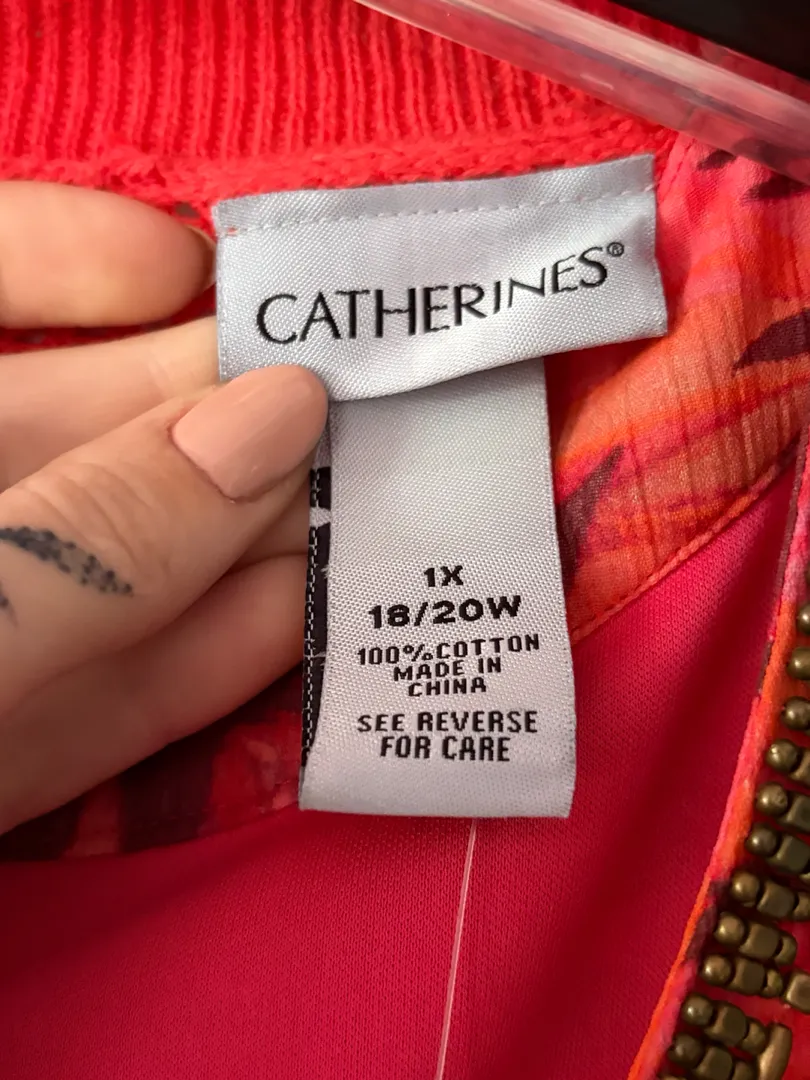 CATHERINES®
1X
18/20W
100%COTTON
MADE IN
CHINA
SEE REVERSE
FOR CARE